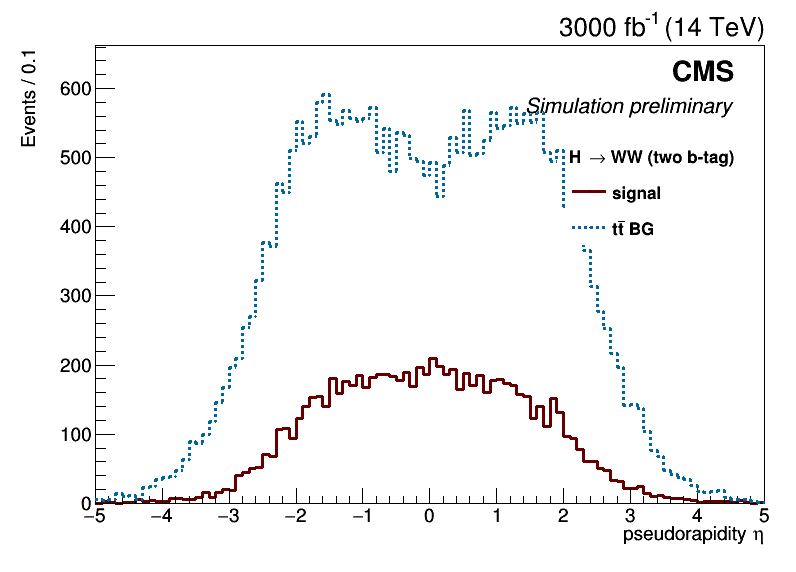 3000 fb⁻¹ (14 TeV)
Events / 0.1
CMS
Simulation preliminary
H → WW (two b-tag)
signal
tt̄ BG
600
500
400
300
200
100
0
−5 −4 −3 −2 −1 0 1 2 3 4 5
pseudorapidity η